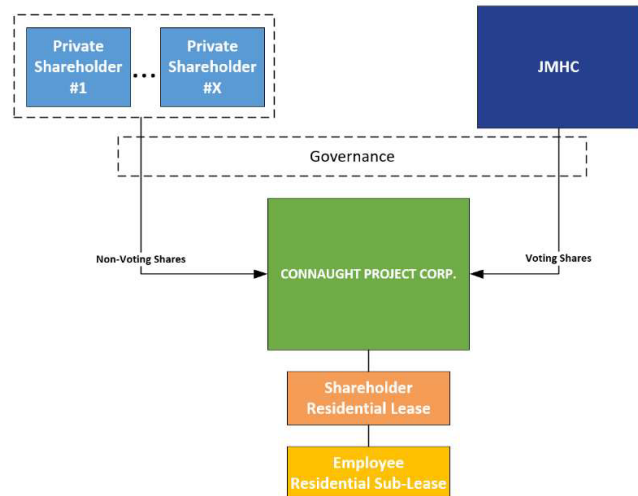 Private
Shareholder
#1
...
Private
Shareholder
#X
JMHC
Governance
Non-Voting Shares
CONNAUGHT PROJECT CORP.
Voting Shares
Shareholder
Residential Lease
Employee
Residential Sub-Lease